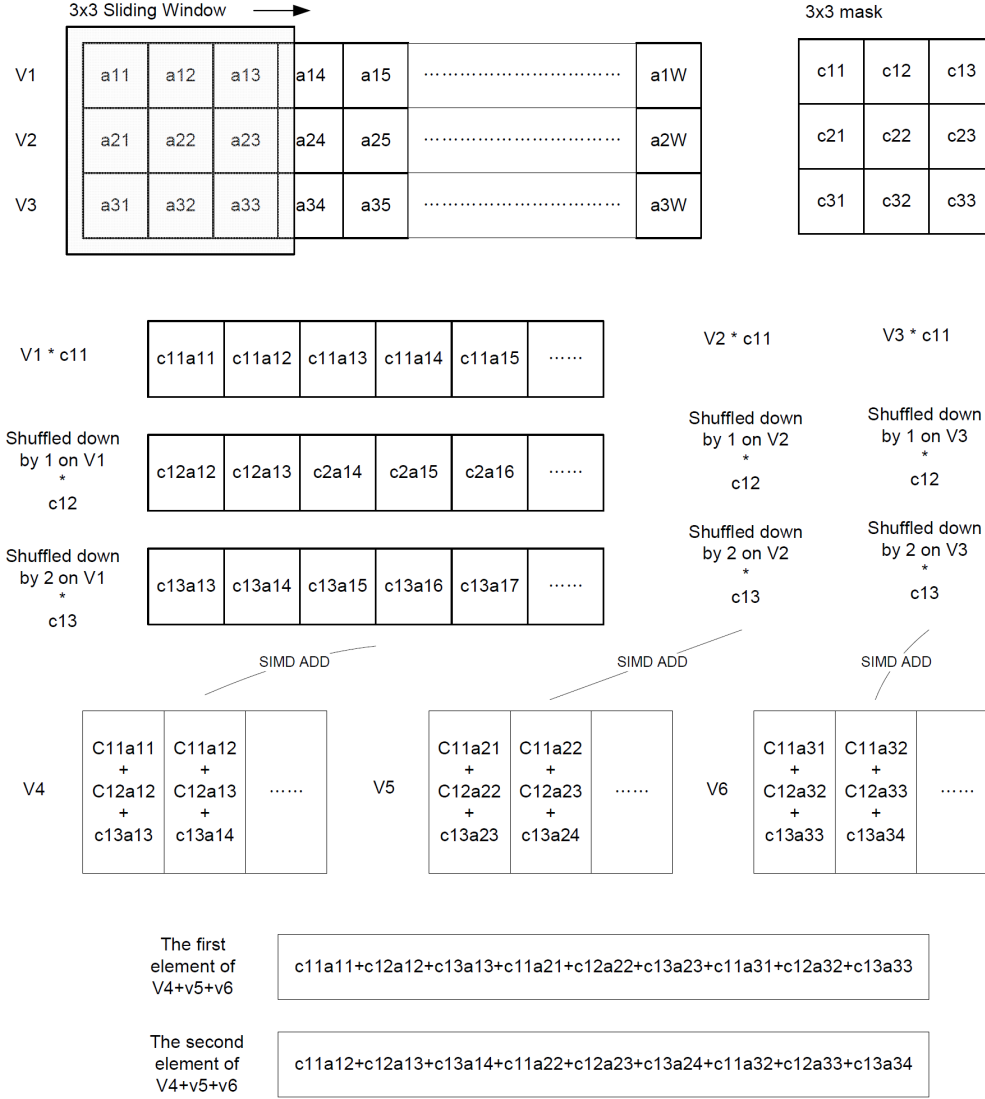 3x3 Sliding Window
3x3 mask
V1 a11 a12 a13 a14 a15 ……………………………… a1W
c11 c12 c13
V2 a21 a22 a23 a24 a25 ……………………………… a2W
c21 c22 c23
V3 a31 a32 a33 a34 a35 ……………………………… a3W
c31 c32 c33
V1 * c11
c11a11 c11a12 c11a13 c11a14 c11a15 ……
V2 * c11
V3 * c11
Shuffled down
by 1 on V1
*
c12
c12a12 c12a13 c2a14 c2a15 c2a16 ……
Shuffled down
by 1 on V2
*
c12
Shuffled down
by 1 on V3
*
c12
Shuffled down
by 2 on V1
*
c13
c13a13 c13a14 c13a15 c13a16 c13a17 ……
Shuffled down
by 2 on V2
*
c13
Shuffled down
by 2 on V3
*
c13
SIMD ADD
SIMD ADD
SIMD ADD
V4
C11a11
+
C12a12
+
c13a13
C11a12
+
C12a13
+
c13a14
……
V5
C11a21
+
C12a22
+
c13a23
C11a22
+
C12a23
+
c13a24
……
V6
C11a31
+
C12a32
+
c13a33
C11a32
+
C12a33
+
c13a34
……
The first
element of
V4+v5+v6
c11a11+c12a12+c13a13+c11a21+c12a22+c13a23+c11a31+c12a32+c13a33
The second
element of
V4+v5+v6
c11a12+c12a13+c13a14+c11a22+c12a23+c13a24+c11a32+c12a33+c13a34